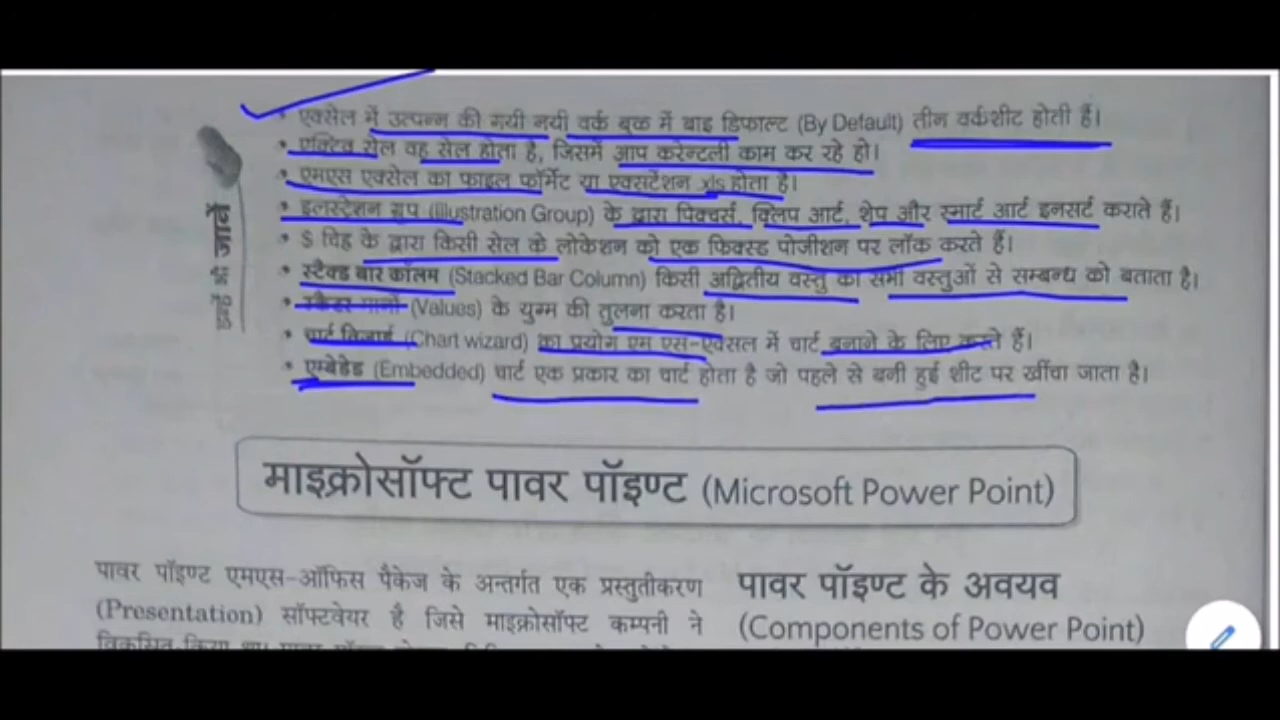 • एक्सेल में उत्पन्न की गयी नयी वर्क बुक में बाइ डिफाल्ट (By Default) तीन वर्कशीट होती हैं।
• एक्टिव सेल वह सेल होता है, जिसमें आप करेन्टली काम कर रहे हो।
• एमएस एक्सेल का फाइल फॉर्मेट या एक्सटेंशन .xls होता है।
• इलस्ट्रेशन ग्रुप (Illustration Group) के द्वारा पिक्चर्स, क्लिप आर्ट, शेप और स्मार्ट आर्ट इनसर्ट कराते हैं।
• $ चिह्न के द्वारा किसी सेल के लोकेशन को एक फिक्स्ड पोजीशन पर लॉक करते हैं।
• स्टैक्ड बार कॉलम (Stacked Bar Column) किसी अद्वितीय वस्तु का सभी वस्तुओं से सम्बन्ध को बताता है।
• स्कैटर मानों (Values) के युग्म की तुलना करता है।
• चार्ट विजार्ड (Chart wizard) का प्रयोग एम एस-एक्सेल में चार्ट बनाने के लिए करते हैं।
• एम्बेडेड (Embedded) चार्ट एक प्रकार का चार्ट होता है जो पहले से बनी हुई शीट पर खींचा जाता है।
इन्हें भी जानें
माइक्रोसॉफ्ट पावर पॉइण्ट (Microsoft Power Point)
पावर पॉइण्ट एमएस-ऑफिस पैकेज के अन्तर्गत एक प्रस्तुतीकरण
(Presentation) सॉफ्टवेयर है जिसे माइक्रोसॉफ्ट कम्पनी ने
विकसित किया था।
पावर पॉइण्ट के अवयव
(Components of Power Point)